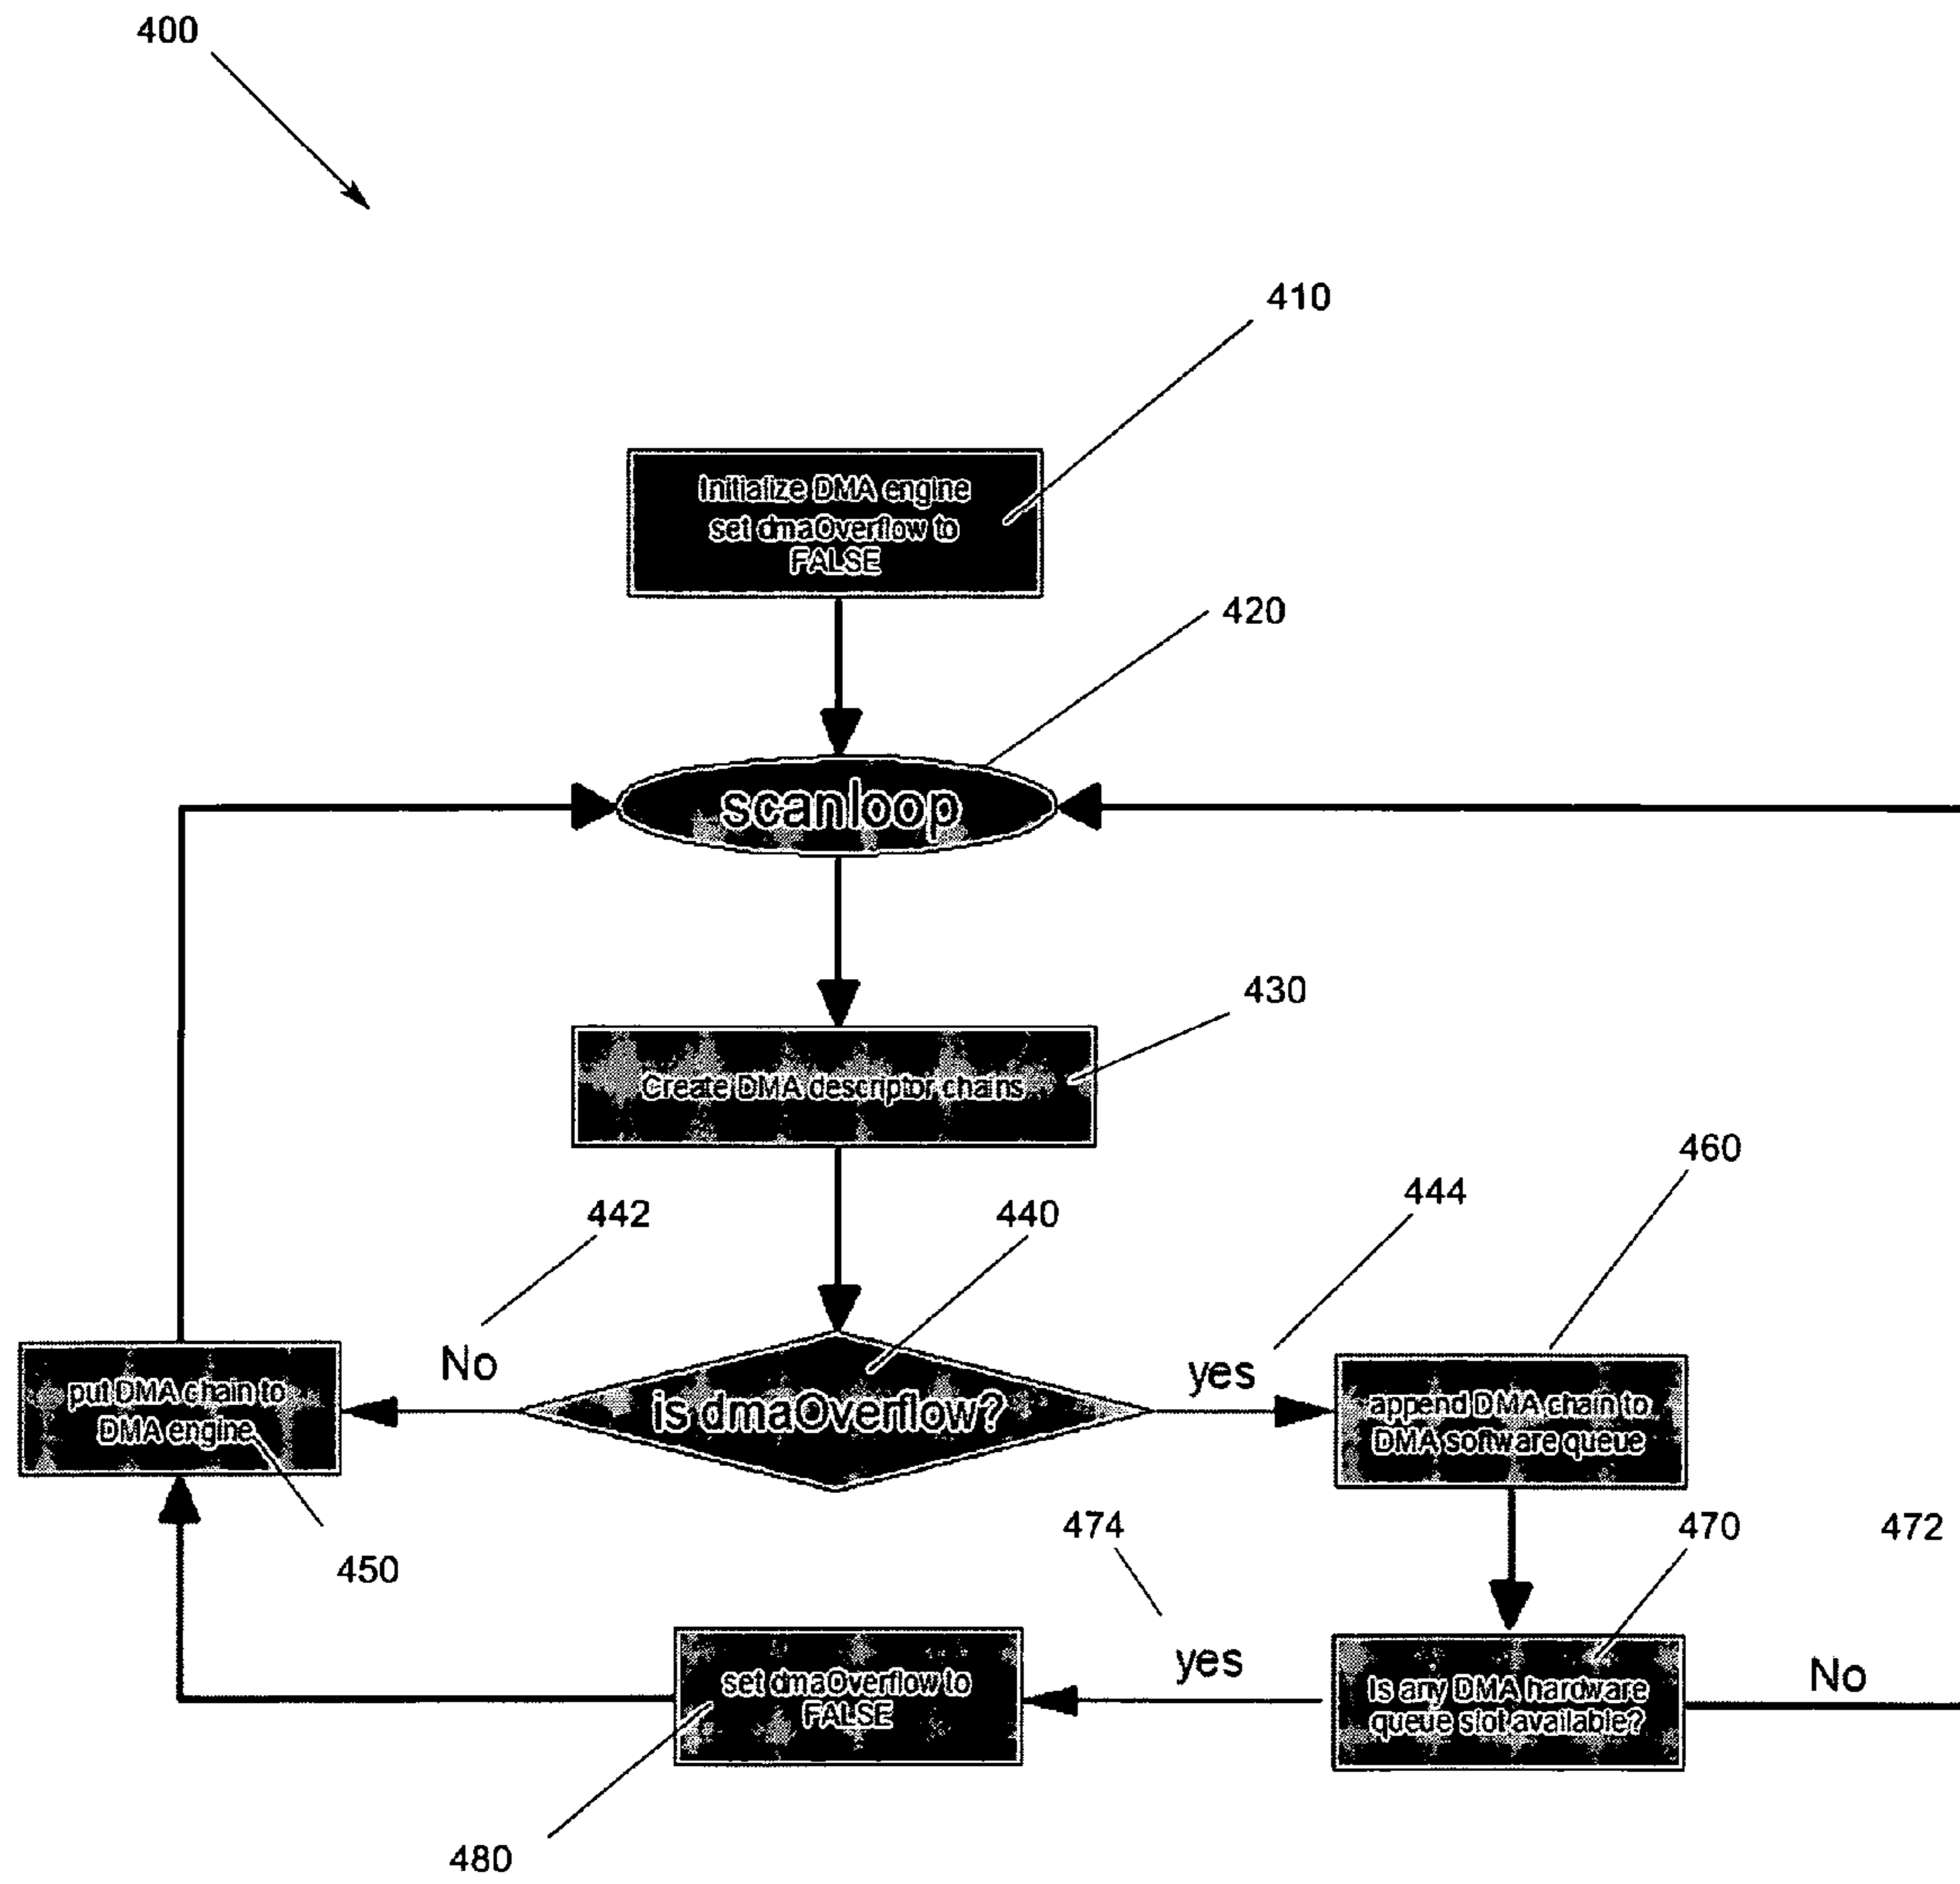 400
410
Initialize DMA engine
set dmaOverflow to
FALSE
420
scanloop
430
Create DMA descriptor chains
460
444
442
440
No
yes
put DMA chain to
DMA engine
is dmaOverflow?
append DMA chain to
DMA software queue
474
470
472
450
yes
No
set dmaOverflow to
FALSE
Is any DMA hardware
queue slot available?
480